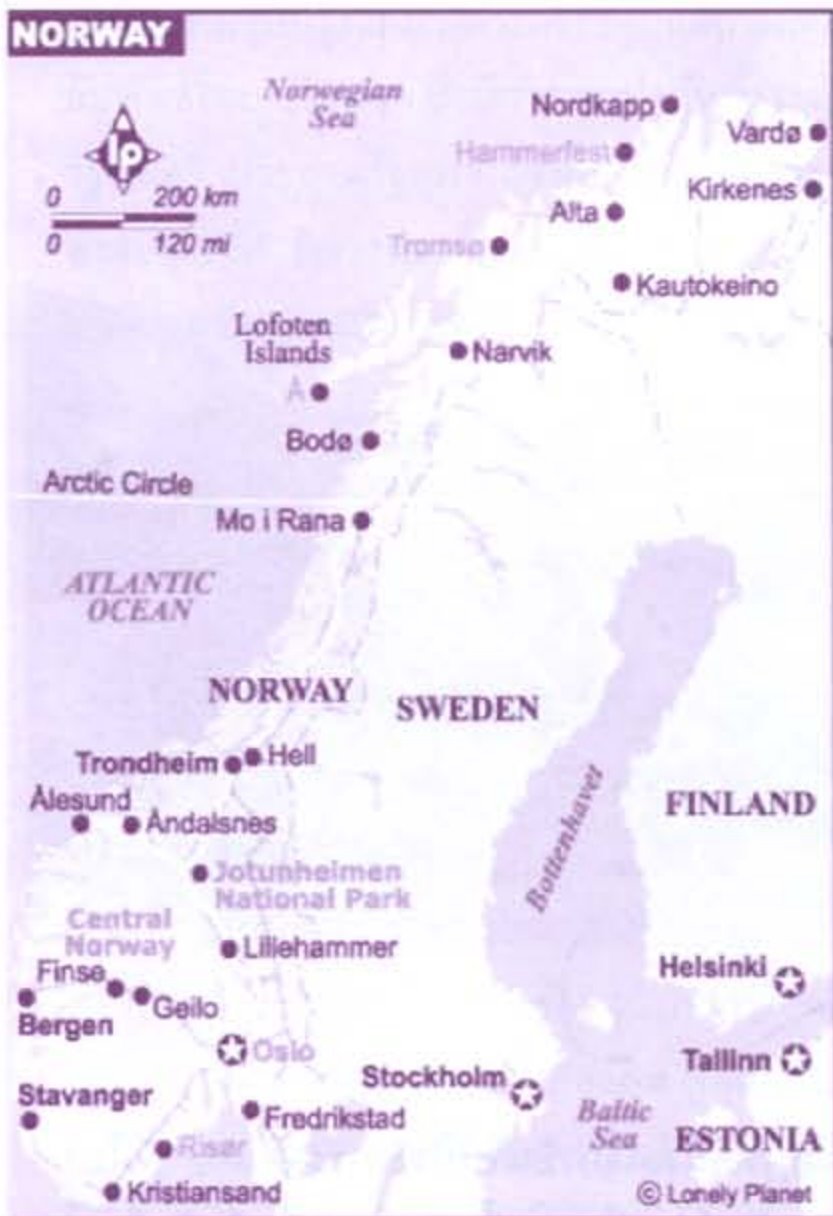 NORWAY
Norwegian
Sea
Nordkapp
Vardø
Hammerfest
lp
0 200 km
0 120 mi
Kirkenes
Alta
Tromsø
Kautokeino
Lofoten
Islands
Narvik
Å
Bodø
Arctic Circle
Mo i Rana
ATLANTIC
OCEAN
NORWAY
SWEDEN
Trondheim
Hell
Ålesund
Åndalsnes
FINLAND
Bottenhavet
Jotunheimen
National Park
Central
Norway
Lillehammer
Finse
Geilo
Bergen
Helsinki
Oslo
Stockholm
Tallinn
Stavanger
Fredrikstad
Baltic
Sea
ESTONIA
Risør
Kristiansand
© Lonely Planet